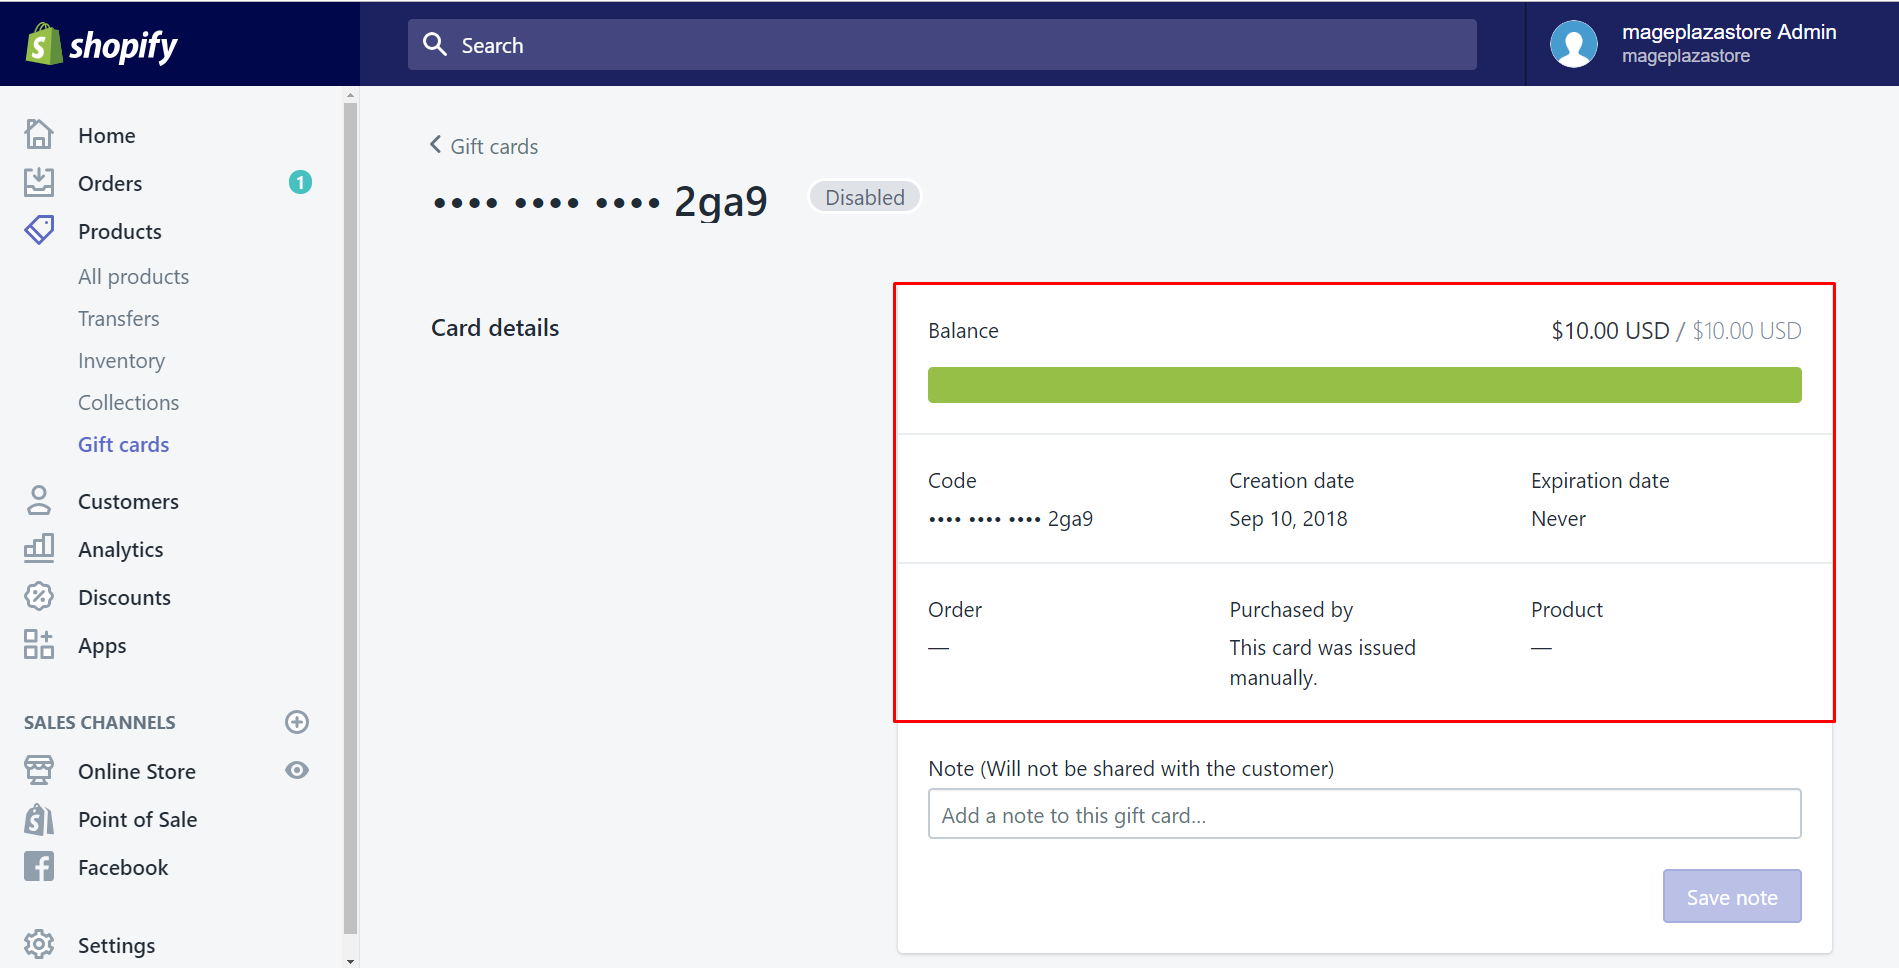 shopify
Search
mageplazastore Admin
mageplazastore
Home
Orders
1
Products
All products
Transfers
Inventory
Collections
Gift cards
Customers
Analytics
Discounts
Apps
SALES CHANNELS
Online Store
Point of Sale
Facebook
Settings
Gift cards
•••• •••• •••• 2ga9
Disabled
Card details
Balance
$10.00 USD / $10.00 USD
Code
Creation date
Expiration date
•••• •••• •••• 2ga9
Sep 10, 2018
Never
Order
Purchased by
Product
—
This card was issued
manually.
—
Note (Will not be shared with the customer)
Add a note to this gift card...
Save note